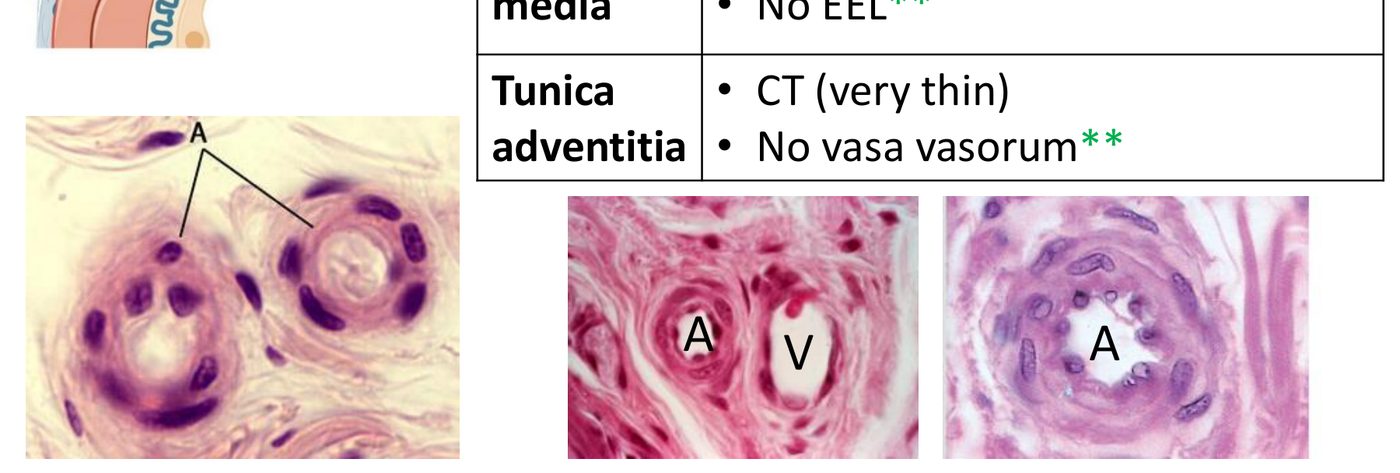 media
• No EEL**
Tunica
adventitia
• CT (very thin)
• No vasa vasorum**
A
A
V
A